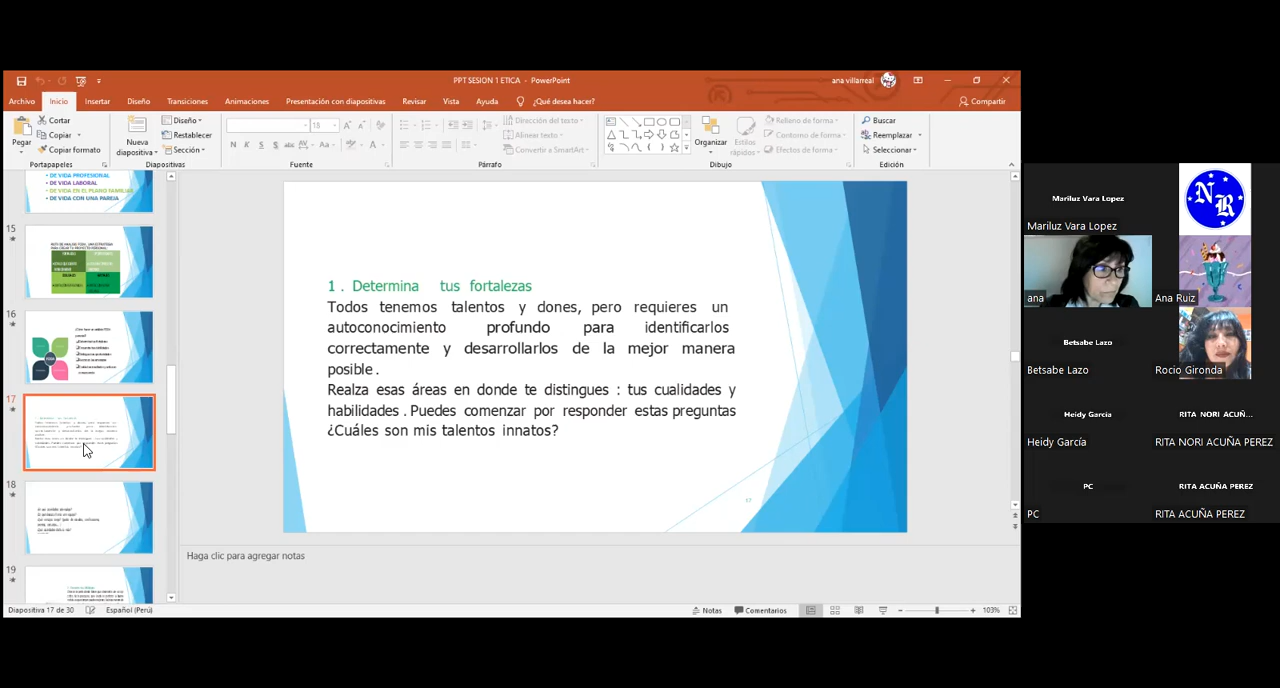 PPT SESION 1 ETICA - PowerPoint
ana villarreal
Archivo Inicio Insertar Diseño Transiciones Animaciones Presentación con diapositivas Revisar Vista Ayuda ¿Qué desea hacer? Compartir
Pegar
Cortar
Copiar
Copiar formato
Portapapeles
Nueva diapositiva
Diseño
Restablecer
Sección
Diapositivas
18
N K S S abc AV Aa A
Fuente
Dirección del texto
Alinear texto
Convertir a SmartArt
Párrafo
Organizar
Estilos rápidos
Relleno de forma
Contorno de forma
Efectos de forma
Dibujo
Buscar
Reemplazar
Seleccionar
Edición
• DE VIDA PROFESIONAL
• DE VIDA LABORAL
• DE VIDA EN EL PLANO FAMILIAR
• DE VIDA CON UNA PAREJA
15
16
17
18
19
1 . Determina tus fortalezas
Todos tenemos talentos y dones, pero requieres un
autoconocimiento profundo para identificarlos
correctamente y desarrollarlos de la mejor manera
posible .
Realza esas áreas en donde te distingues : tus cualidades y
habilidades . Puedes comenzar por responder estas preguntas
¿Cuáles son mis talentos innatos?
17
Haga clic para agregar notas
Diapositiva 17 de 30 Español (Perú) Notas Comentarios 103%
Mariluz Vara Lopez
Mariluz Vara Lopez
NR
ana
Ana Ruiz
Betsabe Lazo
Betsabe Lazo
Rocio Gironda
Heidy García
Heidy García
RITA NORI ACUÑ...
RITA NORI ACUÑA PEREZ
PC
PC
RITA ACUÑA PEREZ
RITA ACUÑA PEREZ